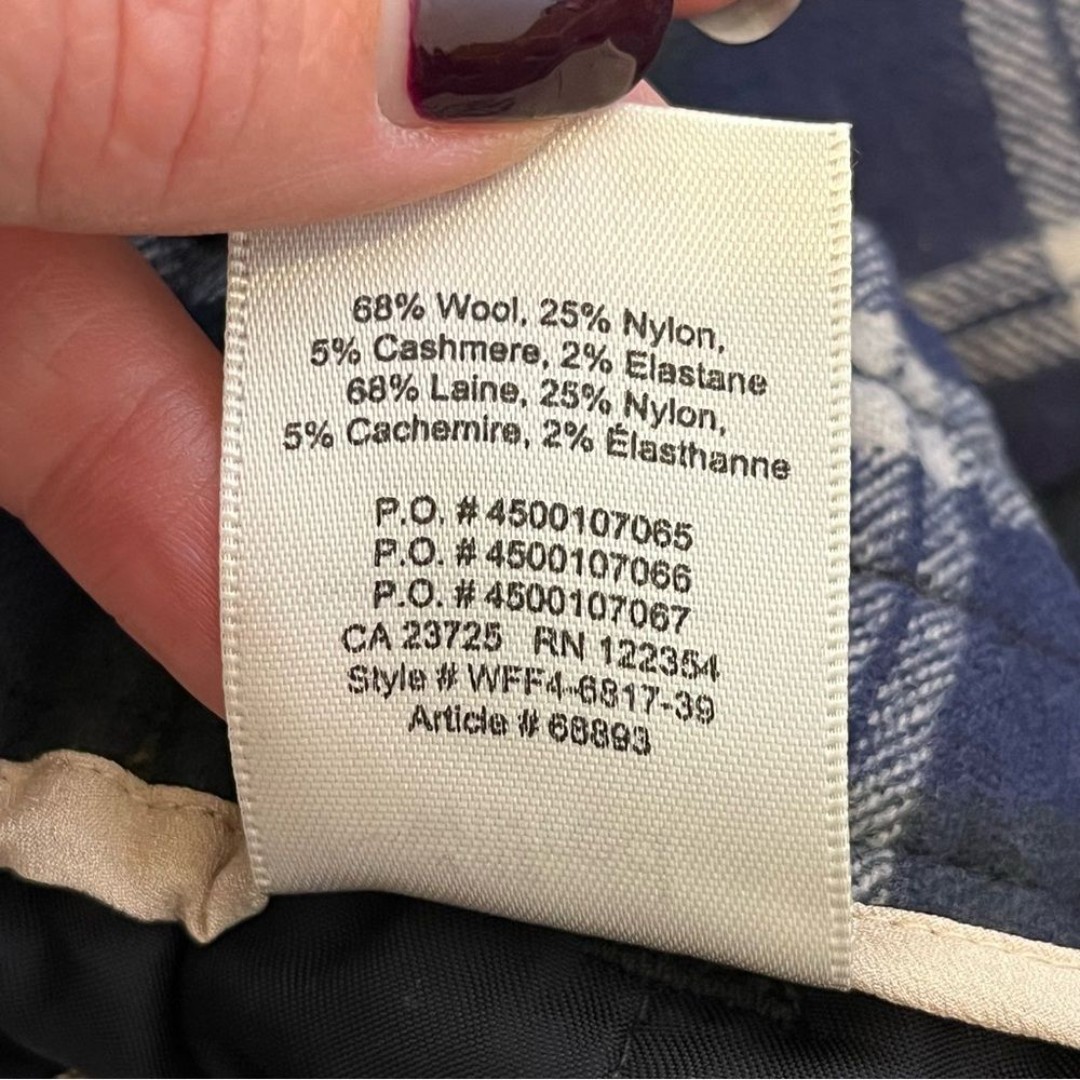 68% Wool, 25% Nylon,
5% Cashmere, 2% Elastane
68% Laine, 25% Nylon,
5% Cachemire, 2% Élasthanne
P.O. # 4500107065
P.O. # 4500107066
P.O. # 4500107067
CA 23725 RN 122354
Style # WFF4-6817-39
Article # 68893